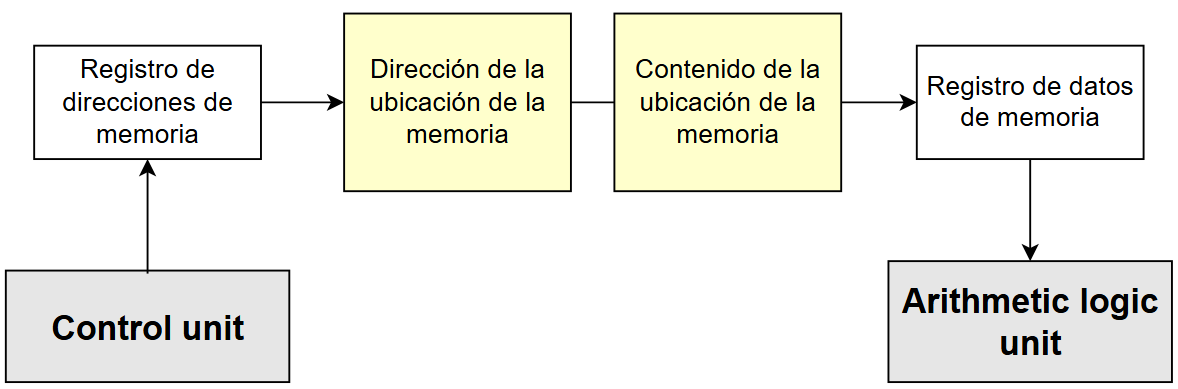 Registro de
direcciones de
memoria
Dirección de la
ubicación de la
memoria
Contenido de la
ubicación de la
memoria
Registro de datos
de memoria
Control unit
Arithmetic logic
unit